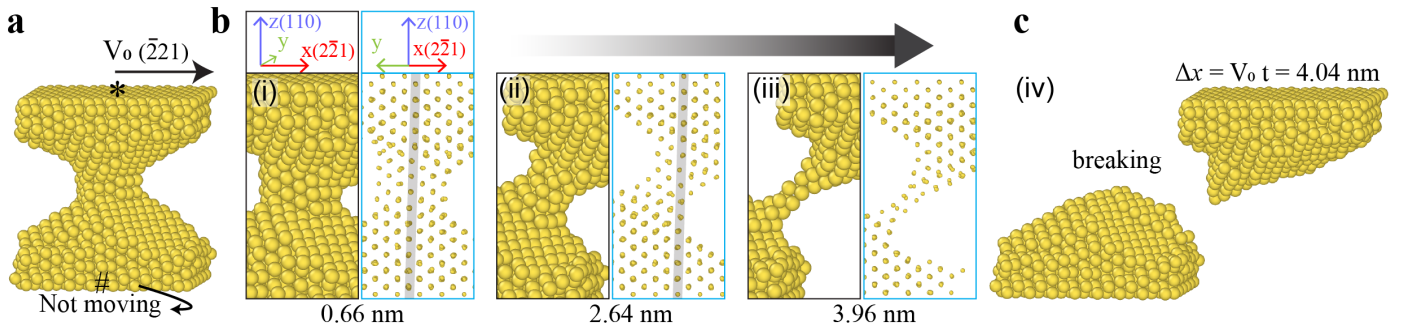 a
V₀ (2̄21)
*
#
Not moving
b
z(110)
y
x(22̄1)
z(110)
y
x(22̄1)
(i)
(ii)
(iii)
0.66 nm
2.64 nm
3.96 nm
c
(iv)
Δx = V₀ t = 4.04 nm
breaking